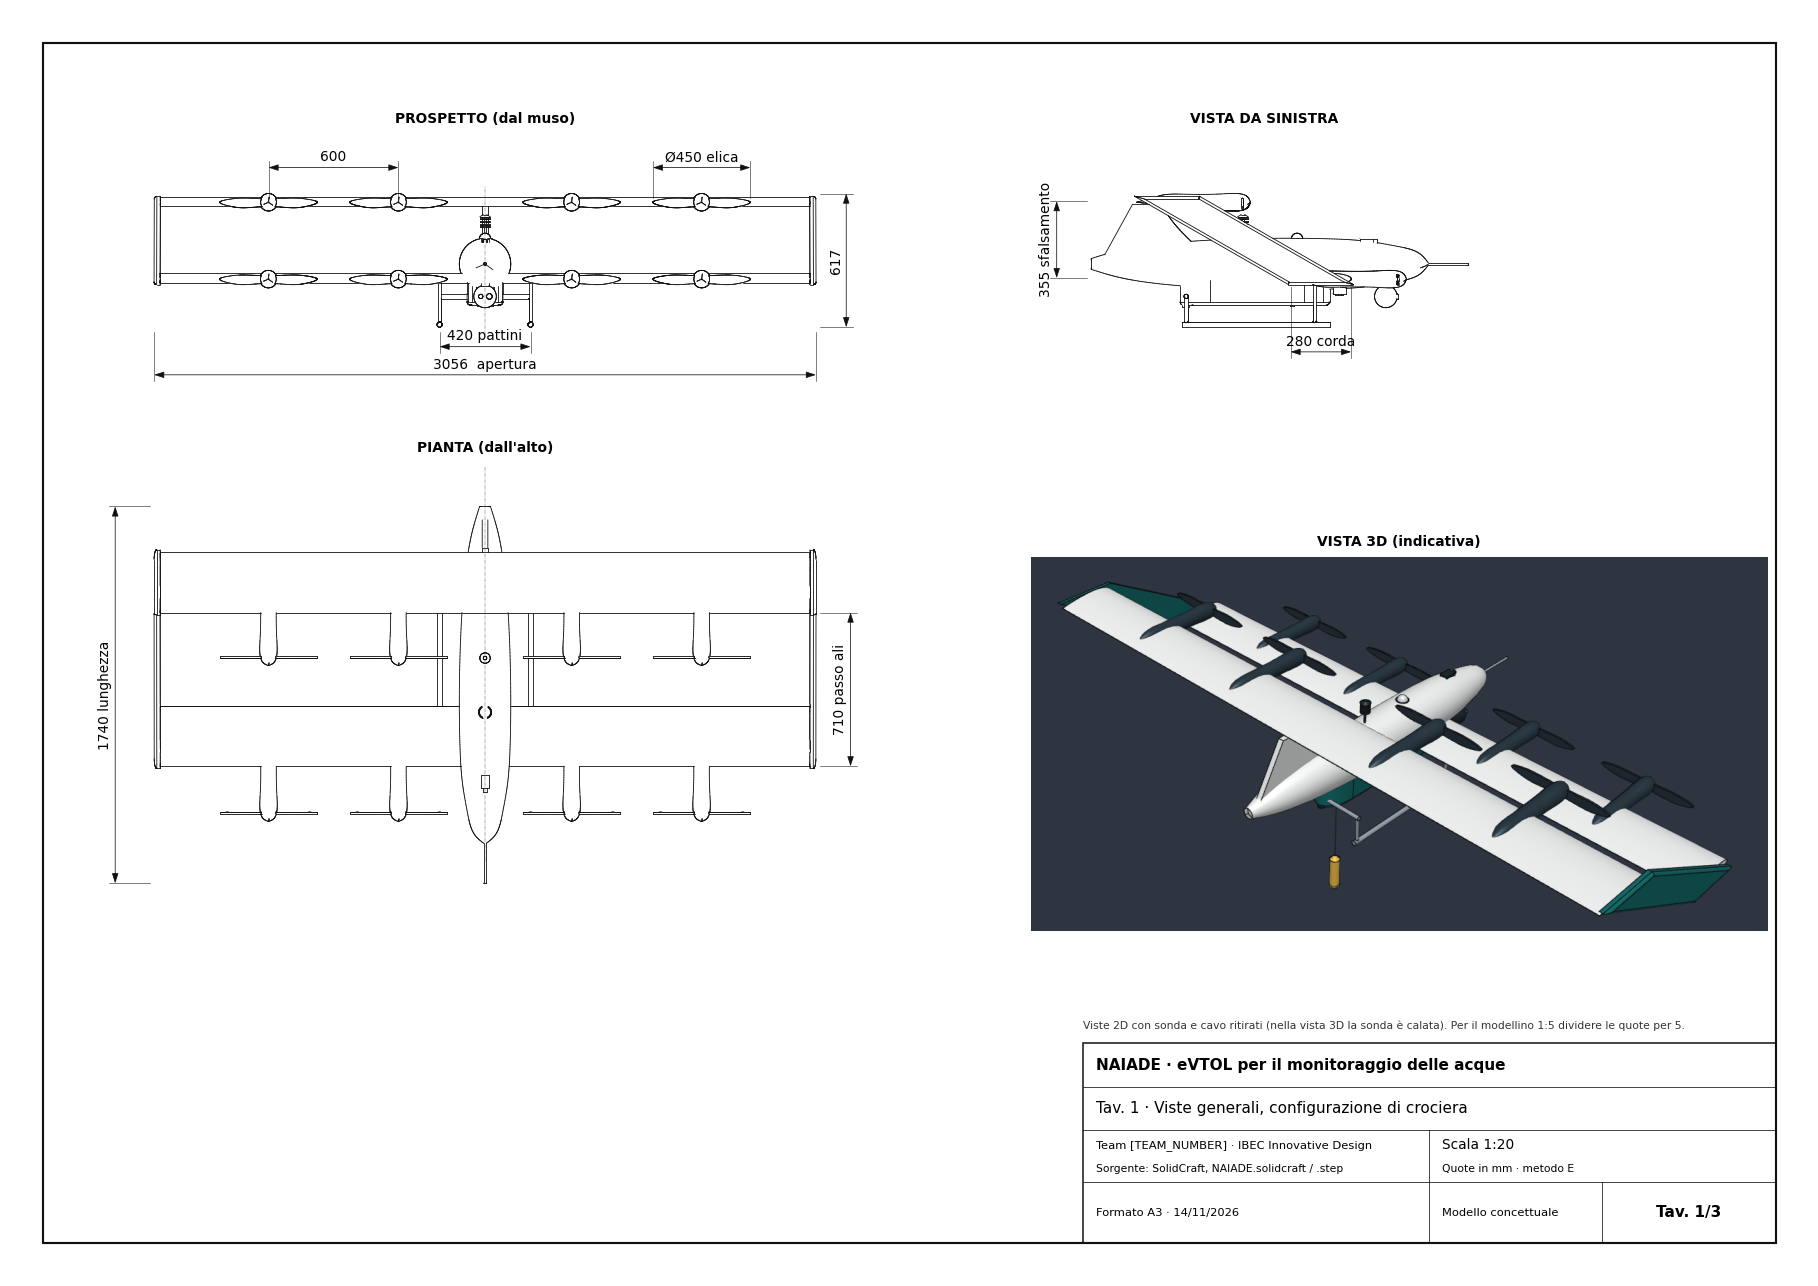 PROSPETTO (dal muso)
600
Ø450 elica
617
420 pattini
3056 apertura
VISTA DA SINISTRA
355 sfalsamento
280 corda
PIANTA (dall'alto)
1740 lunghezza
710 passo ali
VISTA 3D (indicativa)
Viste 2D con sonda e cavo ritirati (nella vista 3D la sonda è calata). Per il modellino 1:5 dividere le quote per 5.
NAIADE · eVTOL per il monitoraggio delle acque
Tav. 1 · Viste generali, configurazione di crociera
Team [TEAM_NUMBER] · IBEC Innovative Design
Sorgente: SolidCraft, NAIADE.solidcraft / .step
Scala 1:20
Quote in mm · metodo E
Formato A3 · 14/11/2026
Modello concettuale
Tav. 1/3